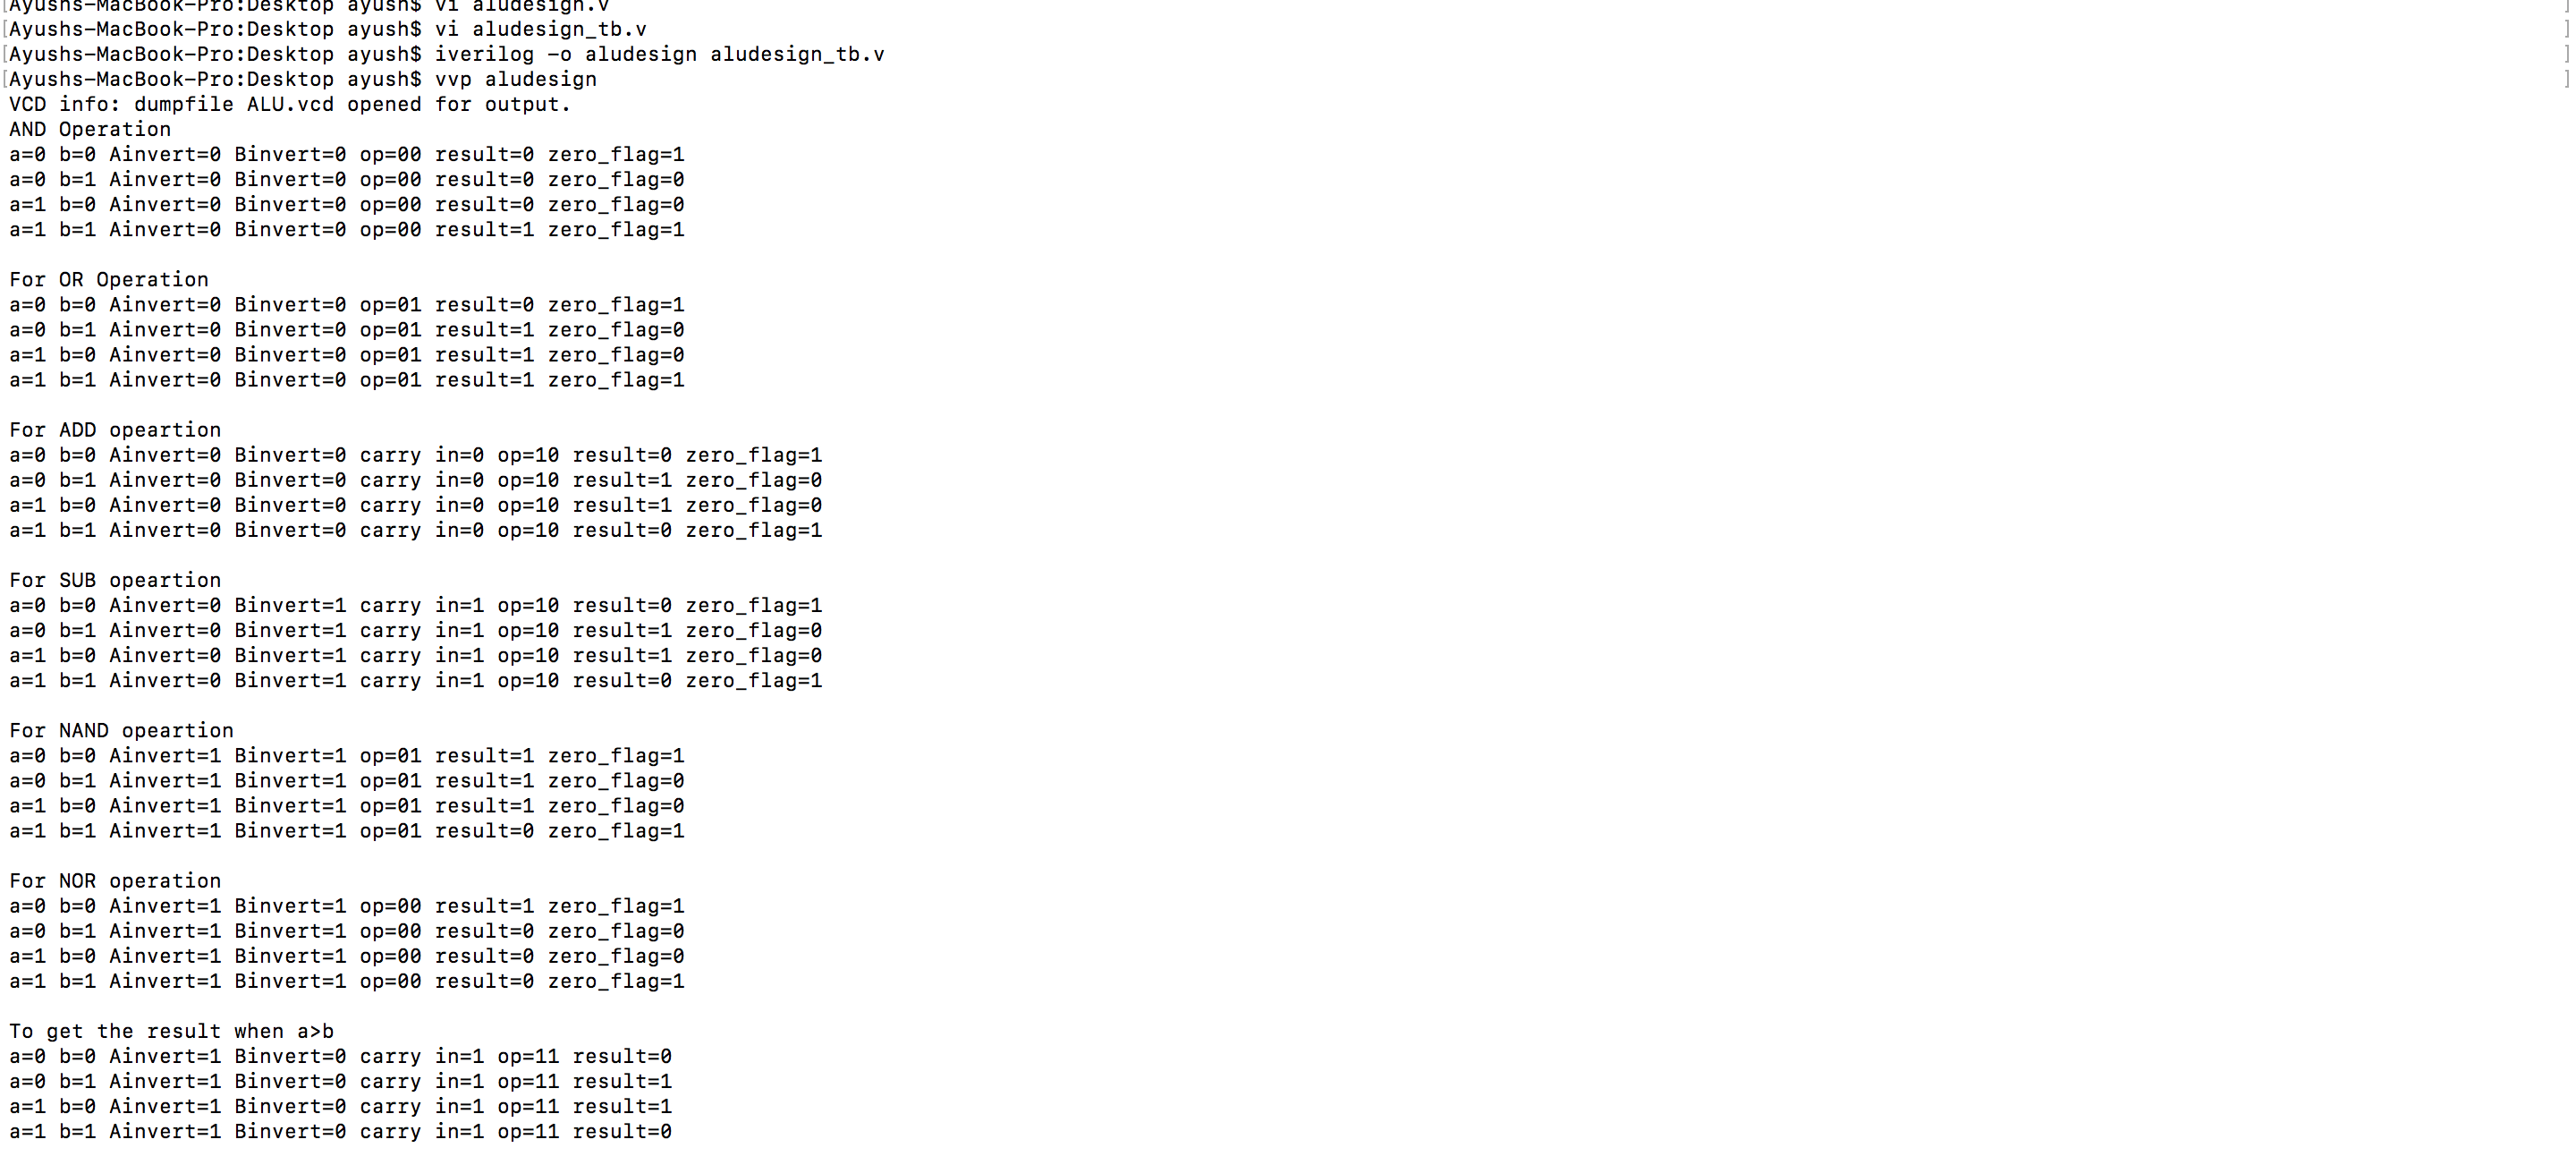 [Ayushs-MacBook-Pro:Desktop ayush$ vi aludesign.v ]
[Ayushs-MacBook-Pro:Desktop ayush$ vi aludesign_tb.v ]
[Ayushs-MacBook-Pro:Desktop ayush$ iverilog -o aludesign aludesign_tb.v ]
[Ayushs-MacBook-Pro:Desktop ayush$ vvp aludesign ]
VCD info: dumpfile ALU.vcd opened for output.
AND Operation
a=0 b=0 Ainvert=0 Binvert=0 op=00 result=0 zero_flag=1
a=0 b=1 Ainvert=0 Binvert=0 op=00 result=0 zero_flag=0
a=1 b=0 Ainvert=0 Binvert=0 op=00 result=0 zero_flag=0
a=1 b=1 Ainvert=0 Binvert=0 op=00 result=1 zero_flag=1

For OR Operation
a=0 b=0 Ainvert=0 Binvert=0 op=01 result=0 zero_flag=1
a=0 b=1 Ainvert=0 Binvert=0 op=01 result=1 zero_flag=0
a=1 b=0 Ainvert=0 Binvert=0 op=01 result=1 zero_flag=0
a=1 b=1 Ainvert=0 Binvert=0 op=01 result=1 zero_flag=1

For ADD opeartion
a=0 b=0 Ainvert=0 Binvert=0 carry in=0 op=10 result=0 zero_flag=1
a=0 b=1 Ainvert=0 Binvert=0 carry in=0 op=10 result=1 zero_flag=0
a=1 b=0 Ainvert=0 Binvert=0 carry in=0 op=10 result=1 zero_flag=0
a=1 b=1 Ainvert=0 Binvert=0 carry in=0 op=10 result=0 zero_flag=1

For SUB opeartion
a=0 b=0 Ainvert=0 Binvert=1 carry in=1 op=10 result=0 zero_flag=1
a=0 b=1 Ainvert=0 Binvert=1 carry in=1 op=10 result=1 zero_flag=0
a=1 b=0 Ainvert=0 Binvert=1 carry in=1 op=10 result=1 zero_flag=0
a=1 b=1 Ainvert=0 Binvert=1 carry in=1 op=10 result=0 zero_flag=1

For NAND opeartion
a=0 b=0 Ainvert=1 Binvert=1 op=01 result=1 zero_flag=1
a=0 b=1 Ainvert=1 Binvert=1 op=01 result=1 zero_flag=0
a=1 b=0 Ainvert=1 Binvert=1 op=01 result=1 zero_flag=0
a=1 b=1 Ainvert=1 Binvert=1 op=01 result=0 zero_flag=1

For NOR operation
a=0 b=0 Ainvert=1 Binvert=1 op=00 result=1 zero_flag=1
a=0 b=1 Ainvert=1 Binvert=1 op=00 result=0 zero_flag=0
a=1 b=0 Ainvert=1 Binvert=1 op=00 result=0 zero_flag=0
a=1 b=1 Ainvert=1 Binvert=1 op=00 result=0 zero_flag=1

To get the result when a>b
a=0 b=0 Ainvert=1 Binvert=0 carry in=1 op=11 result=0
a=0 b=1 Ainvert=1 Binvert=0 carry in=1 op=11 result=1
a=1 b=0 Ainvert=1 Binvert=0 carry in=1 op=11 result=1
a=1 b=1 Ainvert=1 Binvert=0 carry in=1 op=11 result=0